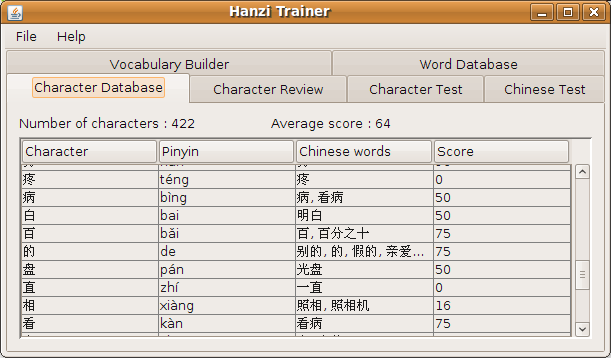 Hanzi Trainer
File Help
Vocabulary Builder Word Database
Character Database Character Review Character Test Chinese Test
Number of characters : 422 Average score : 64
Character Pinyin Chinese words Score
疼 téng 疼 0
病 bìng 病, 看病 50
白 bai 明白 50
百 bǎi 百, 百分之十 75
的 de 别的, 的, 假的, 亲爱... 75
盘 pán 光盘 50
直 zhí 一直 0
相 xiàng 照相, 照相机 16
看 kàn 看病 75